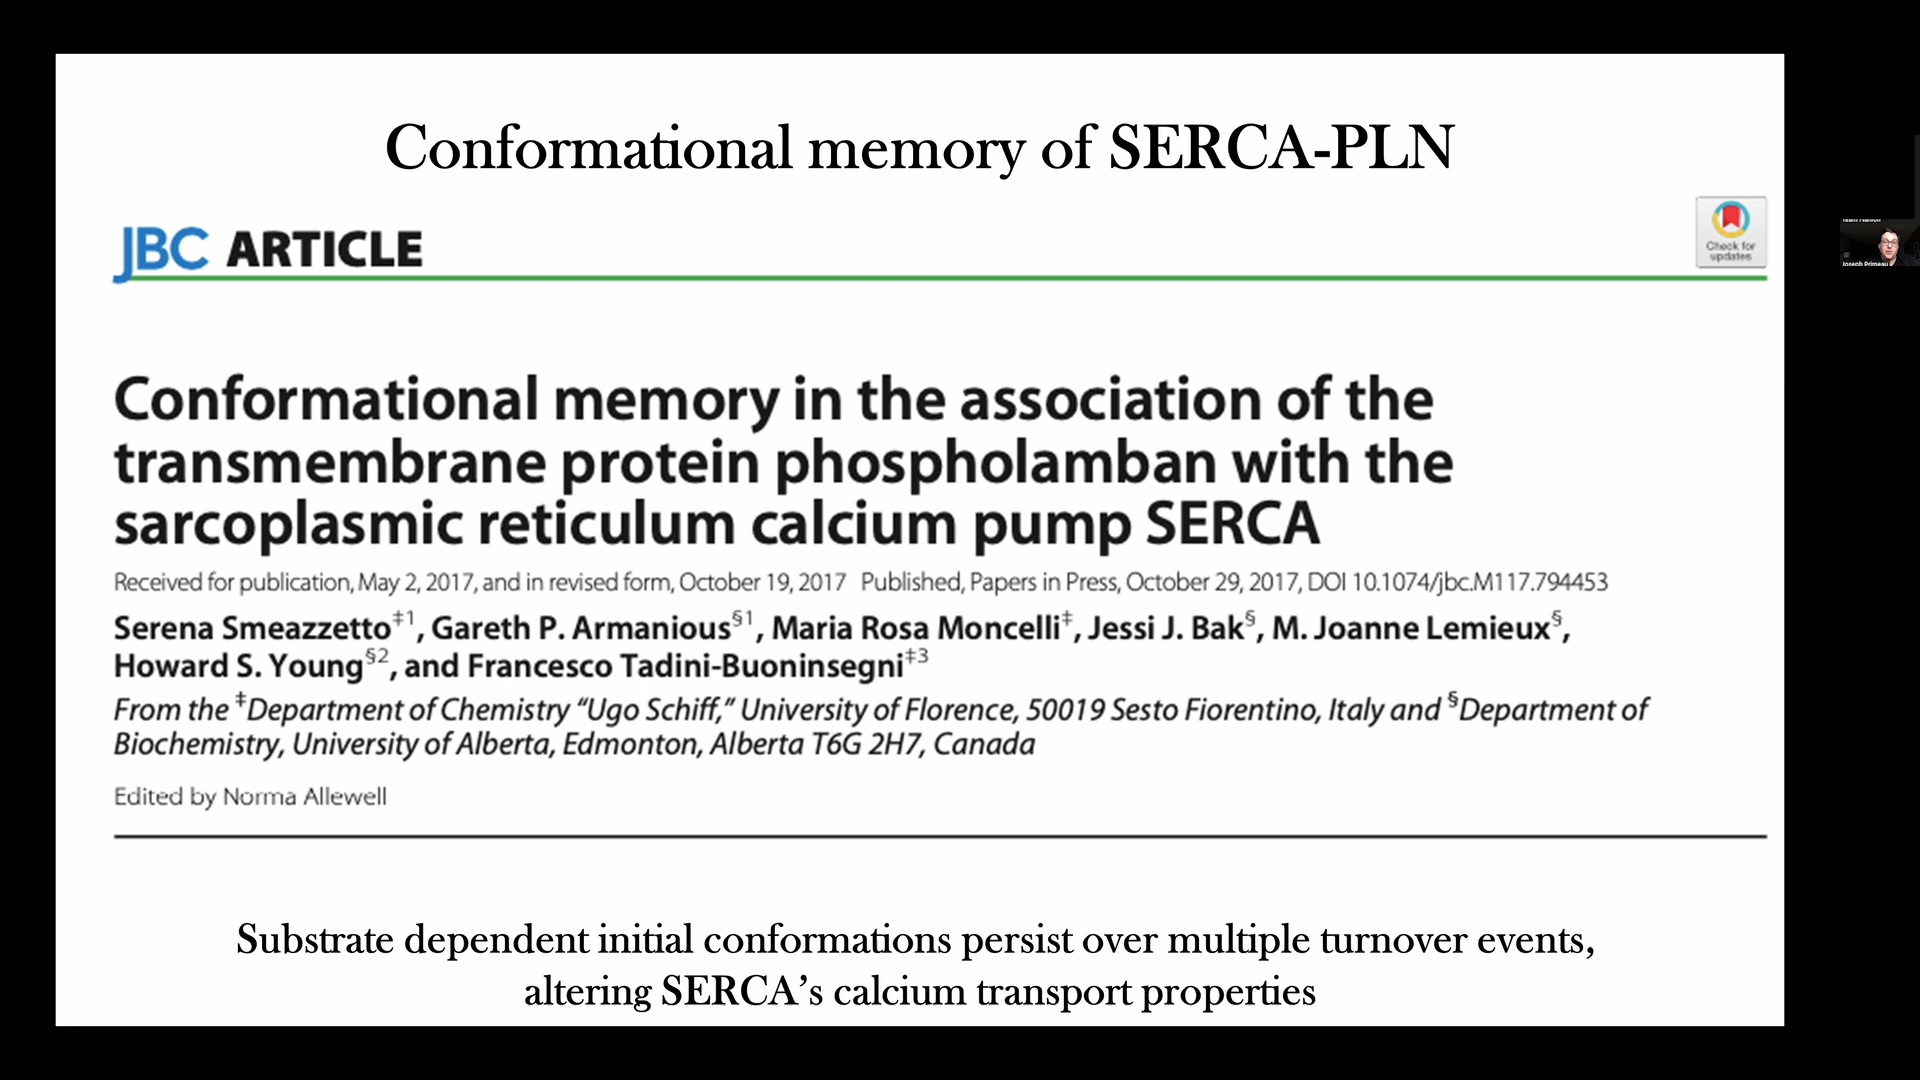 Conformational memory of SERCA-PLN
JBC ARTICLE
Check for
updates
Conformational memory in the association of the
transmembrane protein phospholamban with the
sarcoplasmic reticulum calcium pump SERCA
Received for publication, May 2, 2017, and in revised form, October 19, 2017 Published, Papers in Press, October 29, 2017, DOI 10.1074/jbc.M117.794453
Serena Smeazzetto‡1, Gareth P. Armanious§1, Maria Rosa Moncelli‡, Jessi J. Bak§, M. Joanne Lemieux§,
Howard S. Young§2, and Francesco Tadini-Buoninsegni‡3
From the ‡Department of Chemistry “Ugo Schiff,” University of Florence, 50019 Sesto Fiorentino, Italy and §Department of
Biochemistry, University of Alberta, Edmonton, Alberta T6G 2H7, Canada
Edited by Norma Allewell
Substrate dependent initial conformations persist over multiple turnover events,
altering SERCA’s calcium transport properties
Joseph Primeau